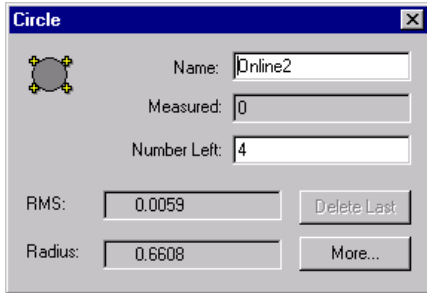 Circle
Name: Online2
Measured: 0
Number Left: 4
RMS: 0.0059 Delete Last
Radius: 0.6608 More...